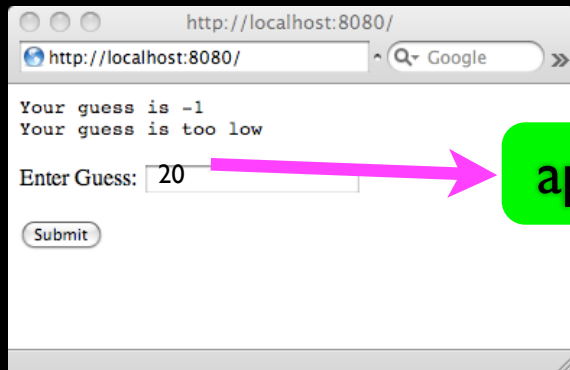 http://localhost:8080/
http://localhost:8080/ Google
Your guess is -1
Your guess is too low
Enter Guess: 20
Submit